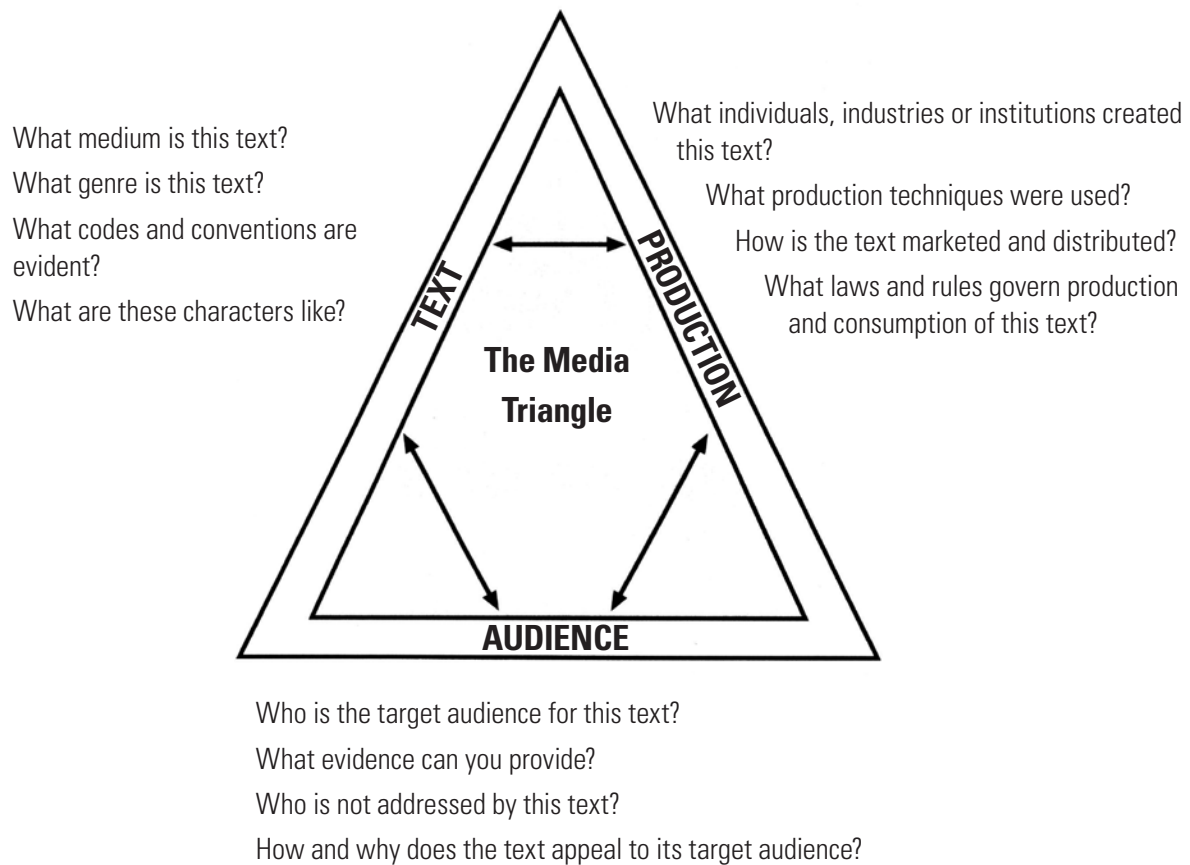 What medium is this text?
What genre is this text?
What codes and conventions are
evident?
What are these characters like?
What individuals, industries or institutions created
this text?
What production techniques were used?
How is the text marketed and distributed?
What laws and rules govern production
and consumption of this text?
TEXT
PRODUCTION
The Media
Triangle
AUDIENCE
Who is the target audience for this text?
What evidence can you provide?
Who is not addressed by this text?
How and why does the text appeal to its target audience?